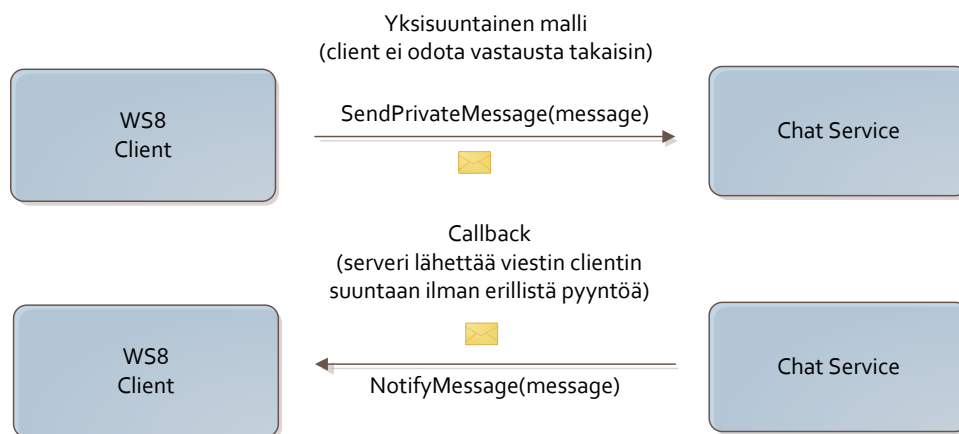 Yksisuuntainen malli
(client ei odota vastausta takaisin)
WS8
Client
SendPrivateMessage(message)
Chat Service
Callback
(serveri lähettää viestin clientin
suuntaan ilman erillistä pyyntöä)
WS8
Client
NotifyMessage(message)
Chat Service